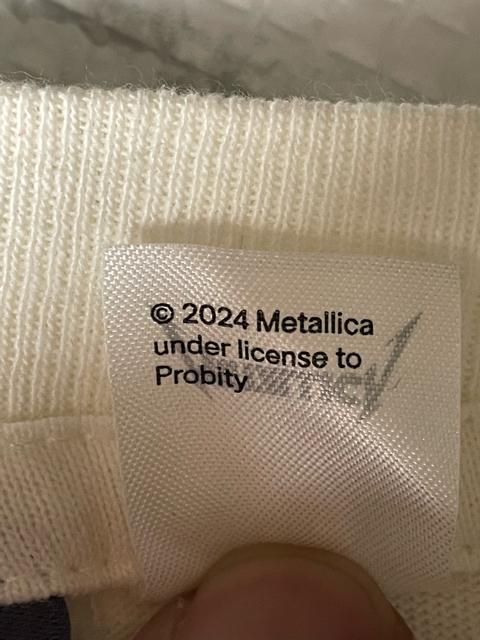 © 2024 Metallica
under license to
Probity